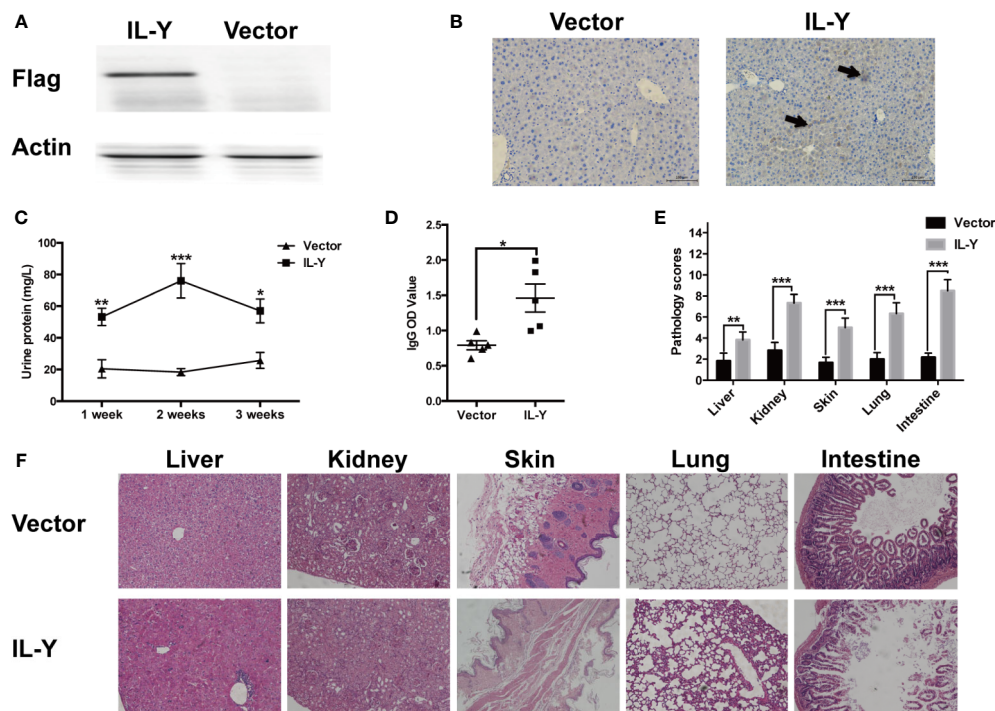 A
IL-Y Vector
Flag
Actin
B
Vector IL-Y
C
Urine protein (mg/L)
100
80
60
40
20
0
** *** *
Vector
IL-Y
1 week 2 weeks 3 weeks
D
IgG OD Value
2.5
2.0
1.5
1.0
0.5
0.0
*
Vector IL-Y
E
Pathology scores
14
12
10
8
6
4
2
0
** *** *** *** ***
Vector
IL-Y
Liver Kidney Skin Lung Intestine
F
Liver Kidney Skin Lung Intestine
Vector
IL-Y